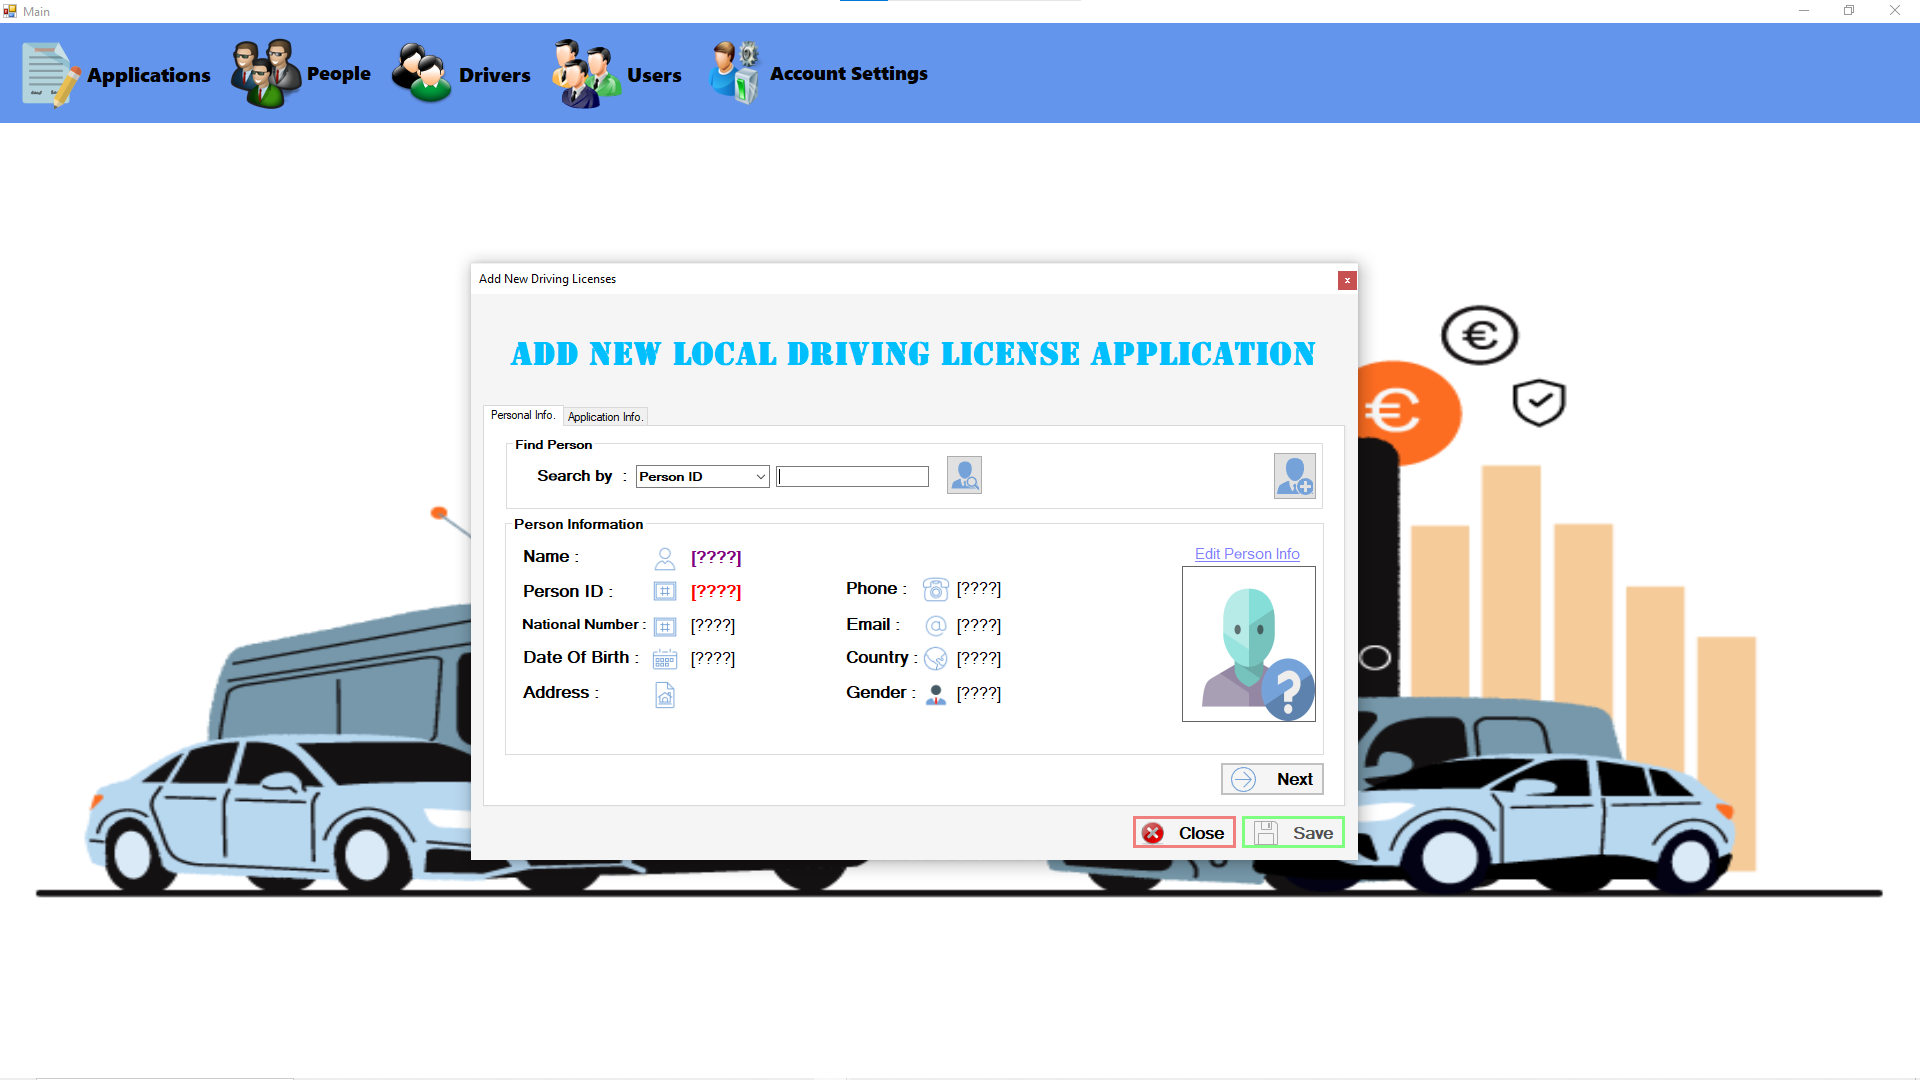 Main
Applications People Drivers Users Account Settings
Add New Driving Licenses
ADD NEW LOCAL DRIVING LICENSE APPLICATION
Personal Info. Application Info.
Find Person
Search by : Person ID
Person Information
Edit Person Info
Name : [????]
Person ID : [????]
Phone : [????]
National Number : [????]
Email : [????]
Date Of Birth : [????]
Country : [????]
Address :
Gender : [????]
Next
Close Save